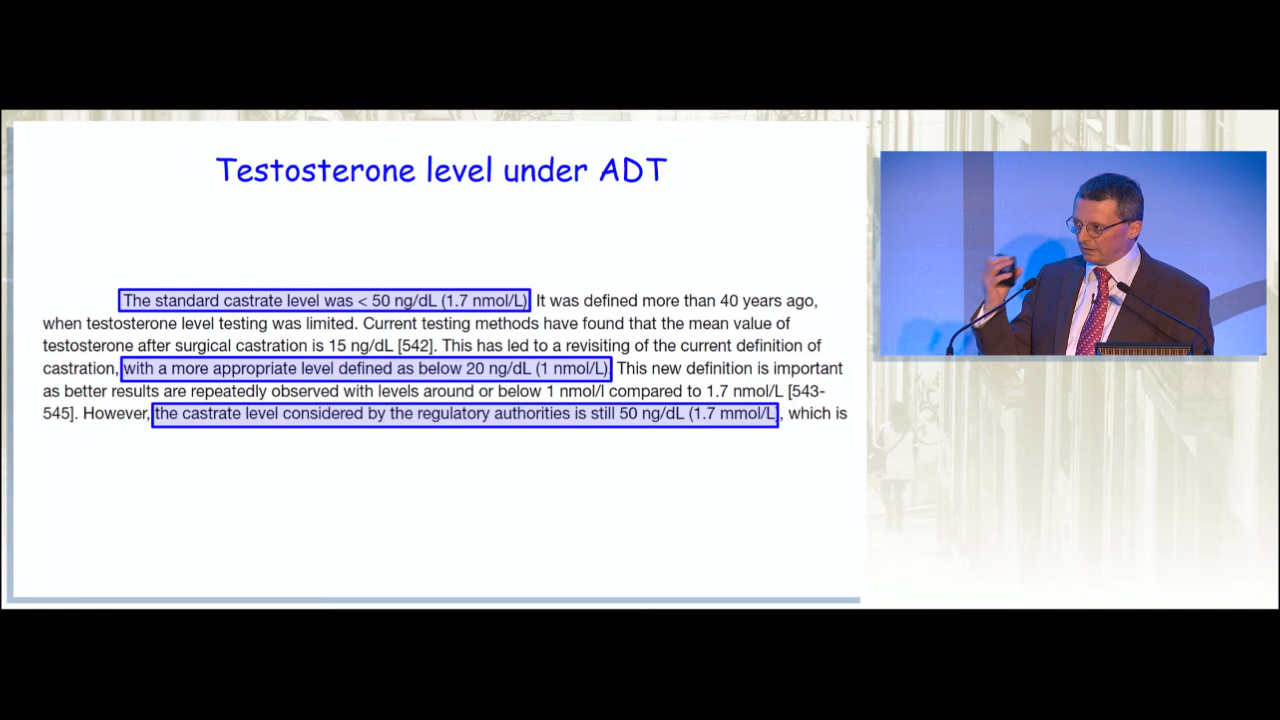 Testosterone level under ADT
The standard castrate level was < 50 ng/dL (1.7 nmol/L). It was defined more than 40 years ago,
when testosterone level testing was limited. Current testing methods have found that the mean value of
testosterone after surgical castration is 15 ng/dL [542]. This has led to a revisiting of the current definition of
castration, with a more appropriate level defined as below 20 ng/dL (1 nmol/L). This new definition is important
as better results are repeatedly observed with levels around or below 1 nmol/l compared to 1.7 nmol/L [543-
545]. However, the castrate level considered by the regulatory authorities is still 50 ng/dL (1.7 mmol/L), which is